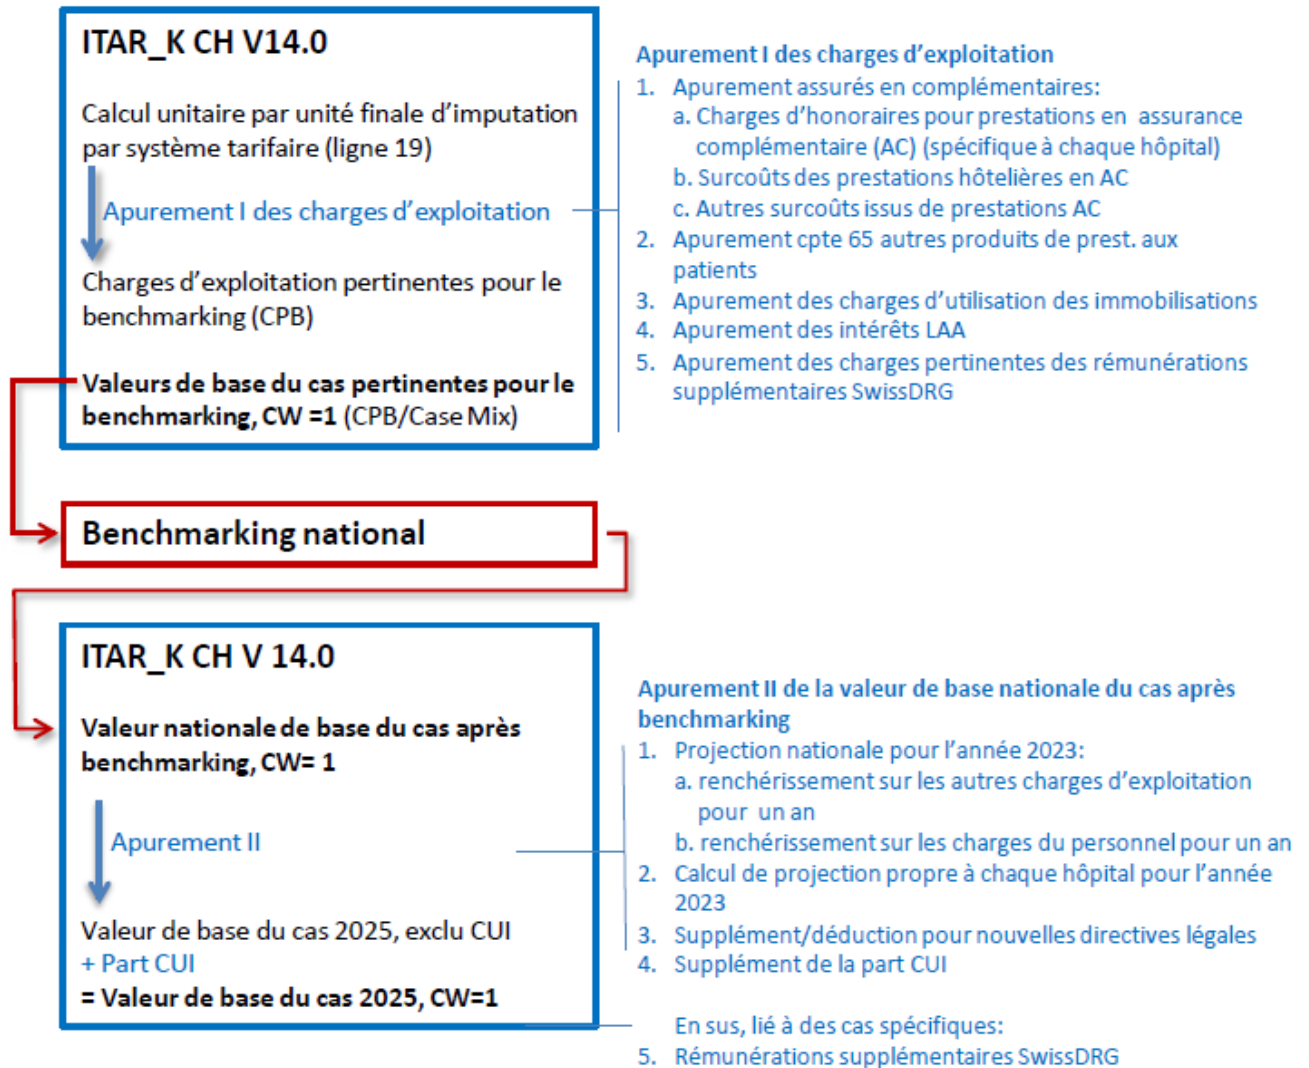 ITAR_K CH V14.0
Calcul unitaire par unité finale d'imputation
par système tarifaire (ligne 19)
Apurement I des charges d'exploitation
Charges d'exploitation pertinentes pour le
benchmarking (CPB)
Valeurs de base du cas pertinentes pour le
benchmarking, CW =1 (CPB/Case Mix)
Apurement I des charges d'exploitation
1. Apurement assurés en complémentaires:
a. Charges d'honoraires pour prestations en assurance
complémentaire (AC) (spécifique à chaque hôpital)
b. Surcoûts des prestations hôtelières en AC
c. Autres surcoûts issus de prestations AC
2. Apurement cpte 65 autres produits de prest. aux
patients
3. Apurement des charges d'utilisation des immobilisations
4. Apurement des intérêts LAA
5. Apurement des charges pertinentes des rémunérations
supplémentaires SwissDRG
Benchmarking national
ITAR_K CH V 14.0
Valeur nationale de base du cas après
benchmarking, CW= 1
Apurement II
Valeur de base du cas 2025, exclu CUI
+ Part CUI
= Valeur de base du cas 2025, CW=1
Apurement II de la valeur de base nationale du cas après
benchmarking
1. Projection nationale pour l'année 2023:
a. renchérissement sur les autres charges d'exploitation
pour un an
b. renchérissement sur les charges du personnel pour un an
2. Calcul de projection propre à chaque hôpital pour l'année
2023
3. Supplément/déduction pour nouvelles directives légales
4. Supplément de la part CUI
En sus, lié à des cas spécifiques:
5. Rémunérations supplémentaires SwissDRG